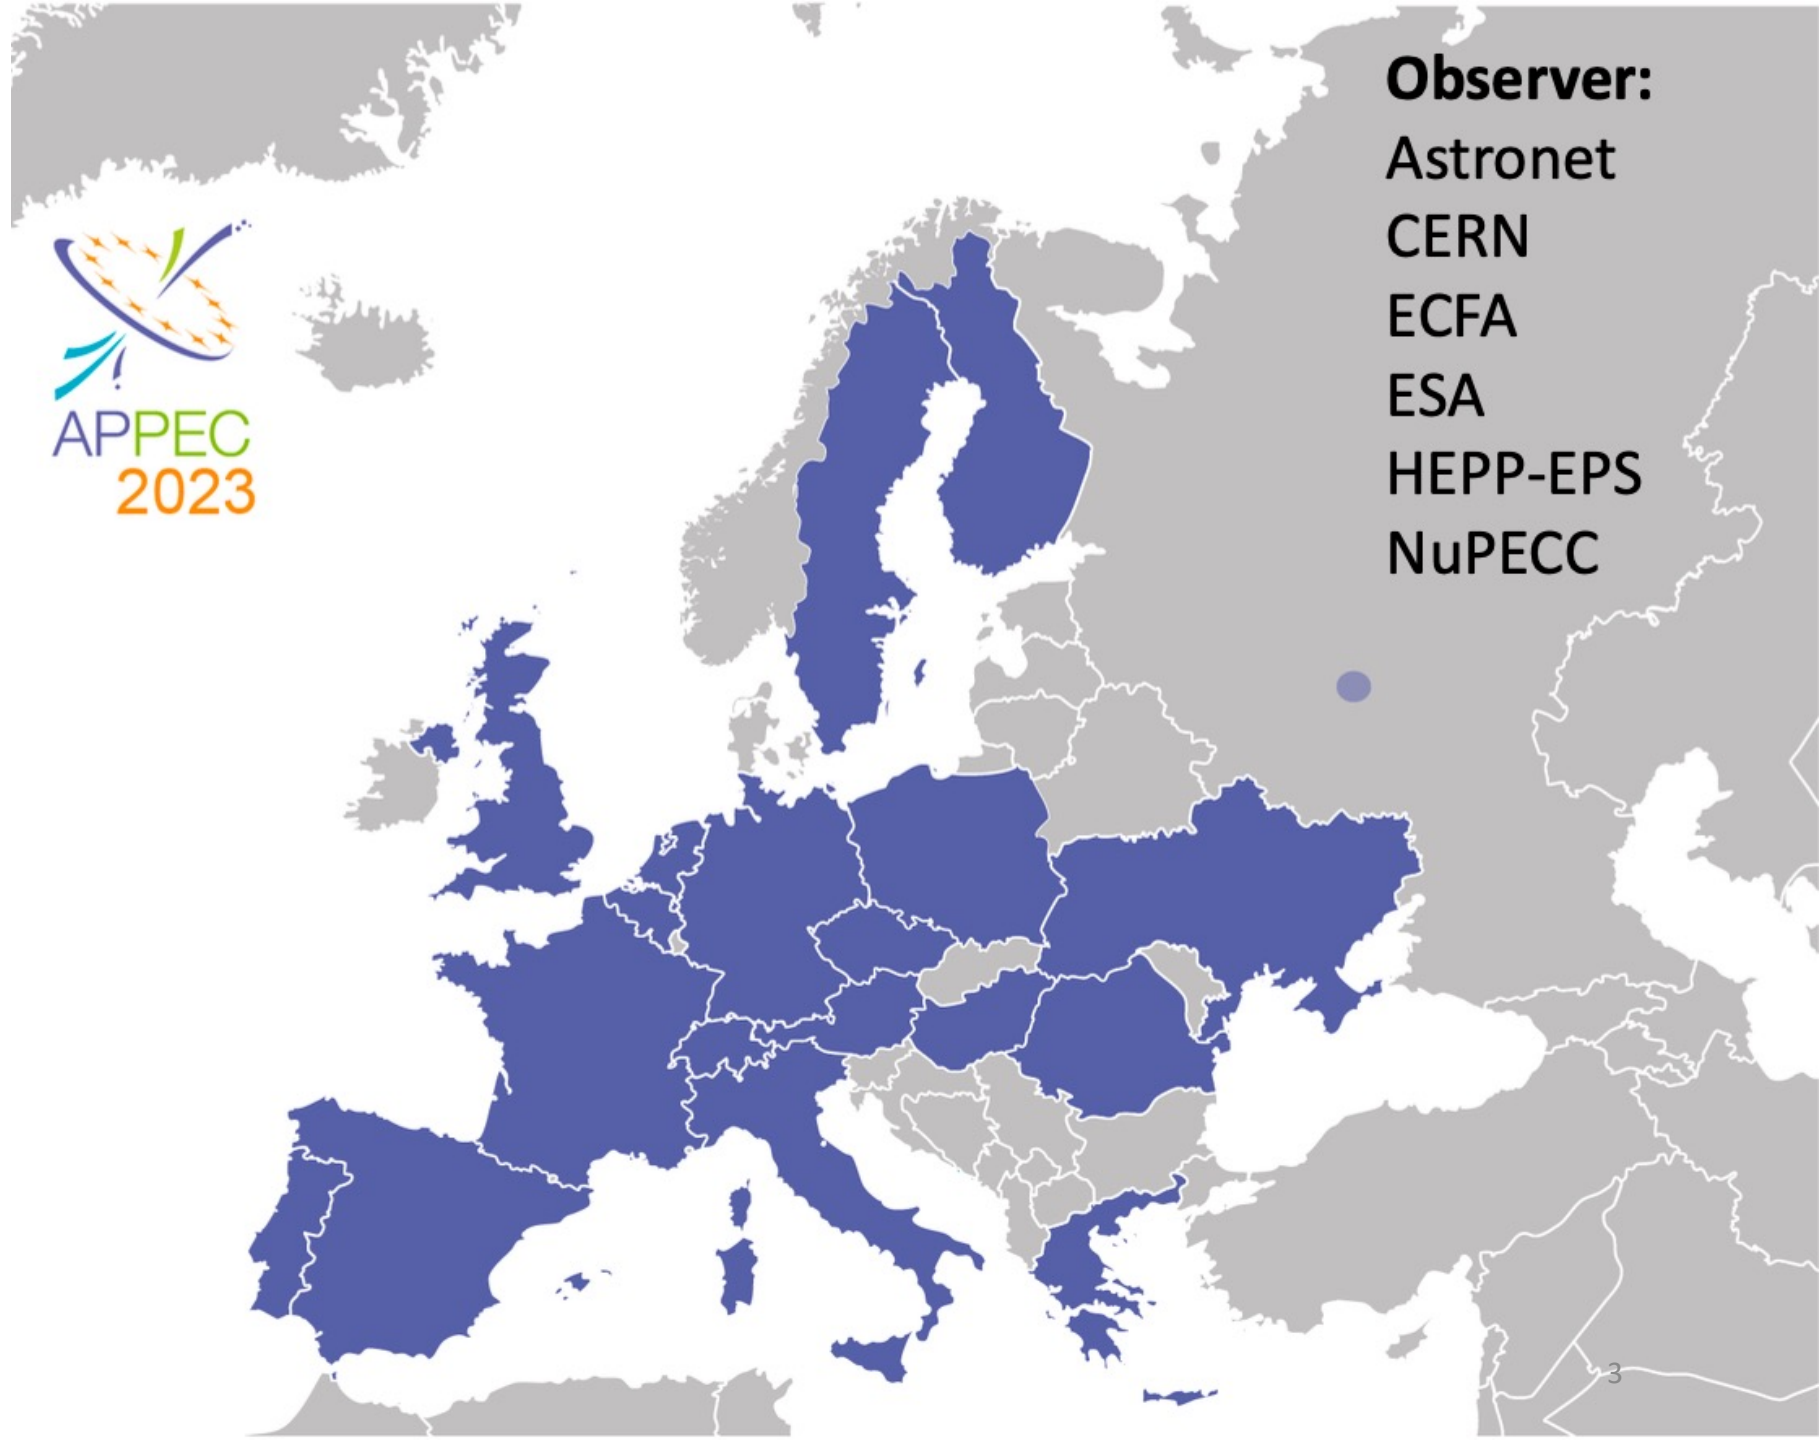 Observer:
Astronet
CERN
ECFA
ESA
HEPP-EPS
NuPECC
APPEC
2023
3